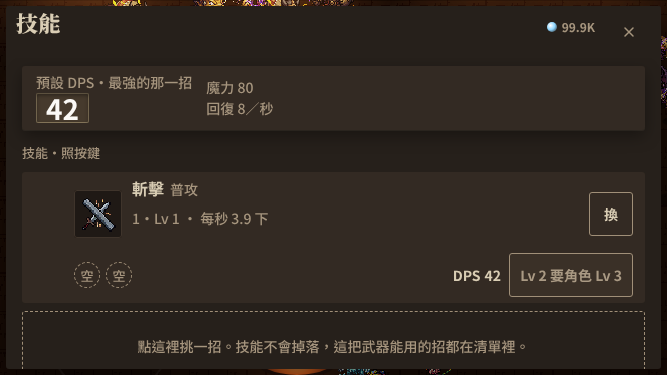 技能
99.9K
×
預設 DPS・最強的那一招
42
魔力 80
回復 8／秒
技能・照按鍵
斬擊 普攻
1・Lv 1・ 每秒 3.9 下
換
空 空
DPS 42
Lv 2 要角色 Lv 3
點這裡挑一招。技能不會掉落，這把武器能用的招都在清單裡。